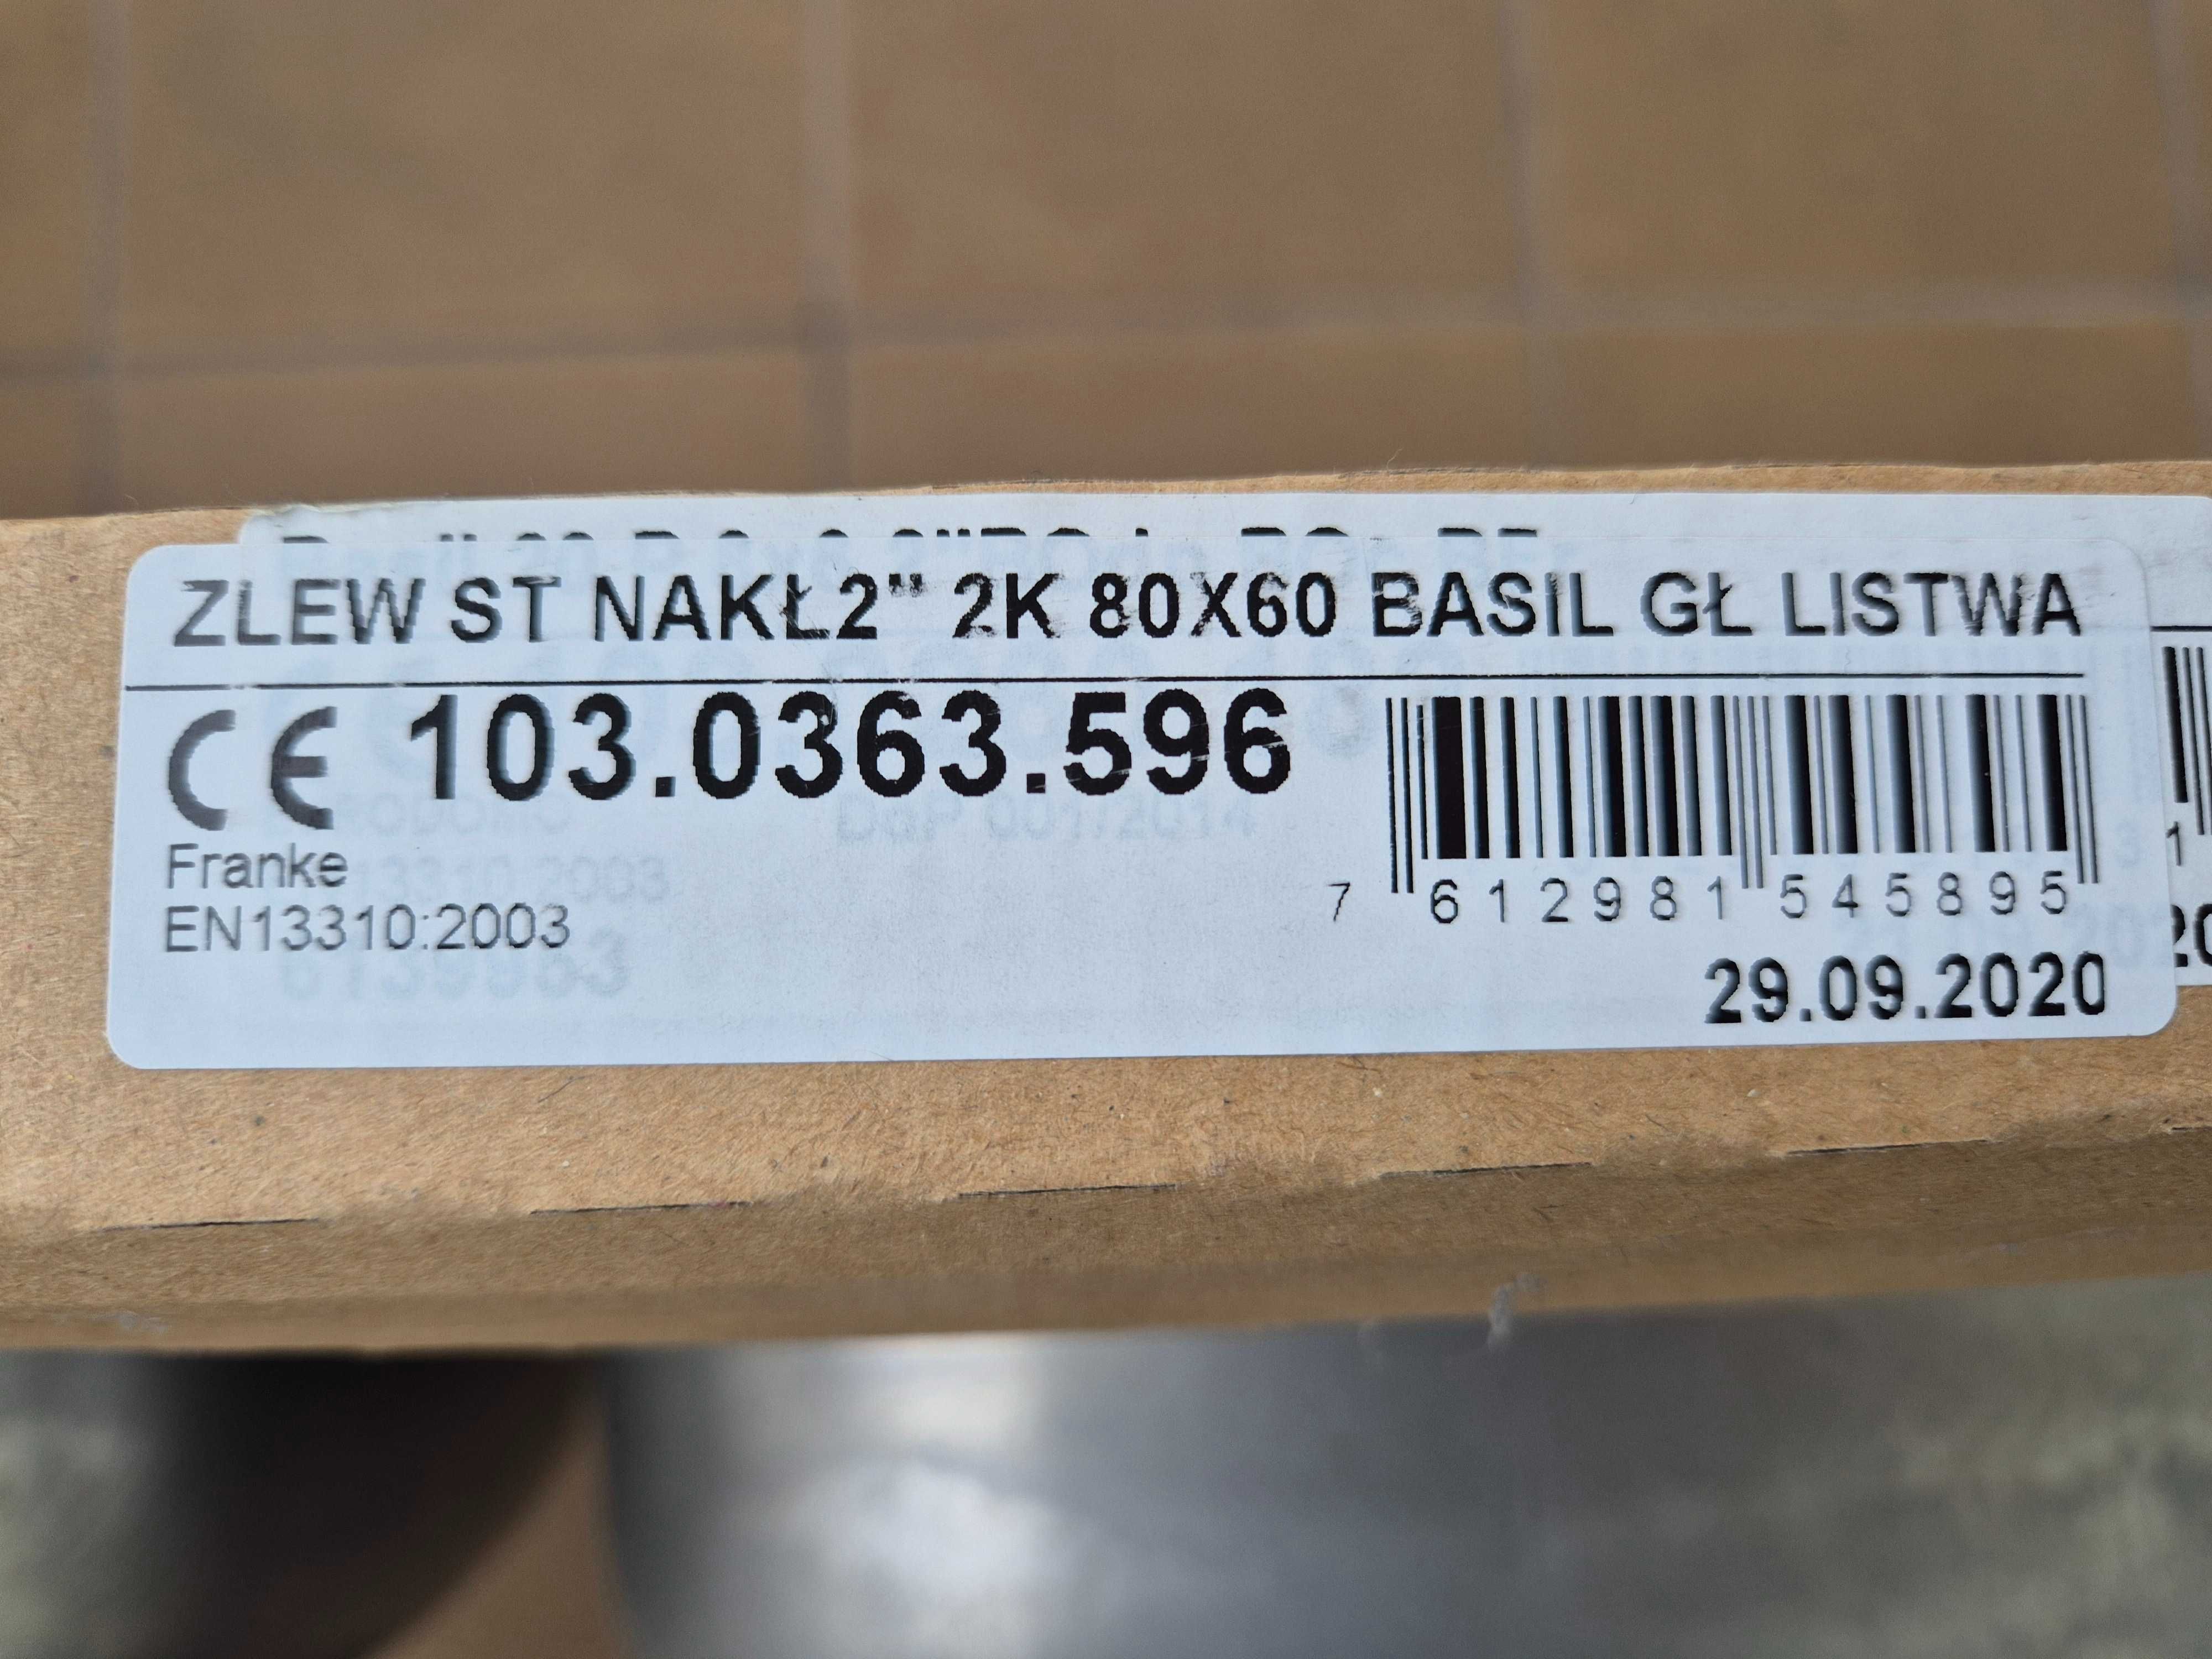 ZLEW ST NAKŁ2" 2K 80X60 BASIL GŁ LISTWA
CE 103.0363.596
Franke
EN13310:2003
7 612981 545895
29.09.2020